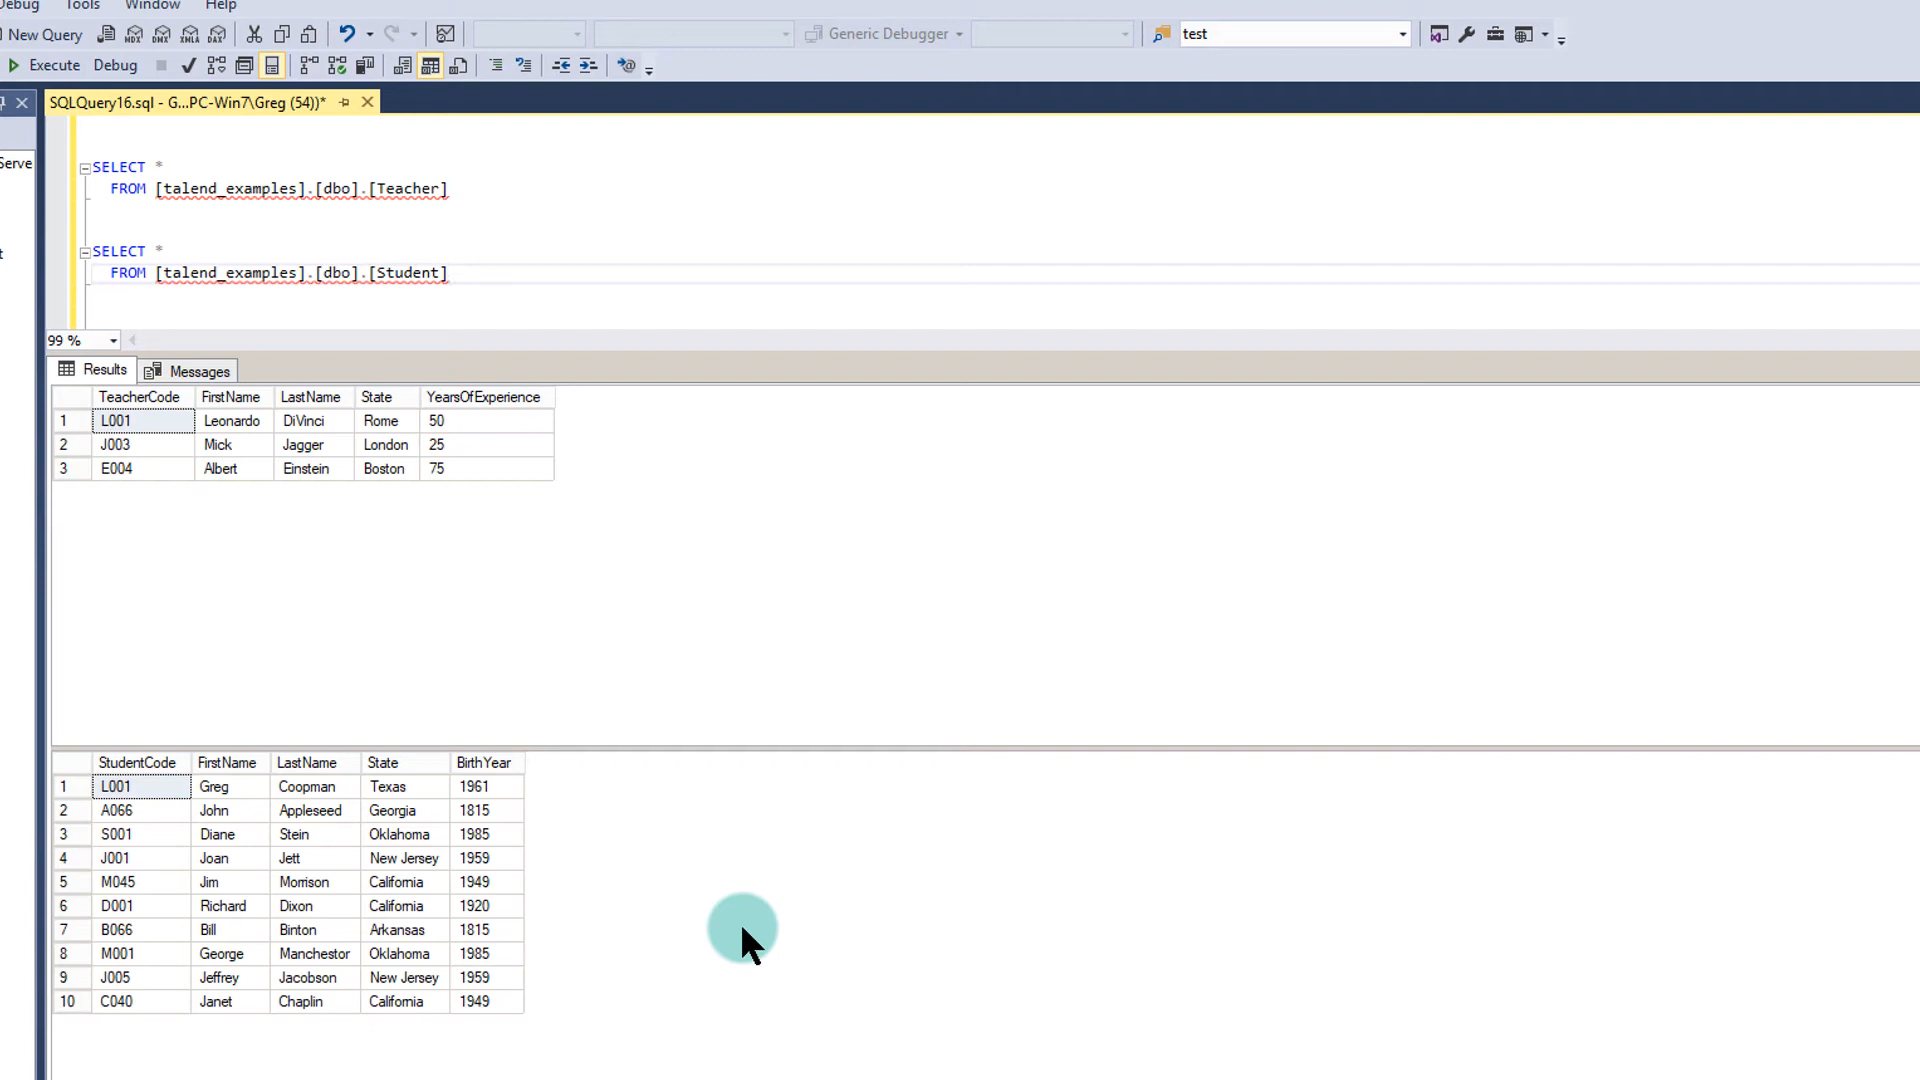 Debug Tools Window Help
New Query MDX DMX XMLA DAX Generic Debugger test
Execute Debug
SQLQuery16.sql - G...PC-Win7\Greg (54))*
Serve
SELECT *
FROM [talend_examples].[dbo].[Teacher]
t
SELECT *
FROM [talend_examples].[dbo].[Student]
99 %
Results Messages
TeacherCode FirstName LastName State YearsOfExperience
1 L001 Leonardo DiVinci Rome 50
2 J003 Mick Jagger London 25
3 E004 Albert Einstein Boston 75
StudentCode FirstName LastName State BirthYear
1 L001 Greg Coopman Texas 1961
2 A066 John Appleseed Georgia 1815
3 S001 Diane Stein Oklahoma 1985
4 J001 Joan Jett New Jersey 1959
5 M045 Jim Morrison California 1949
6 D001 Richard Dixon California 1920
7 B066 Bill Binton Arkansas 1815
8 M001 George Manchestor Oklahoma 1985
9 J005 Jeffrey Jacobson New Jersey 1959
10 C040 Janet Chaplin California 1949